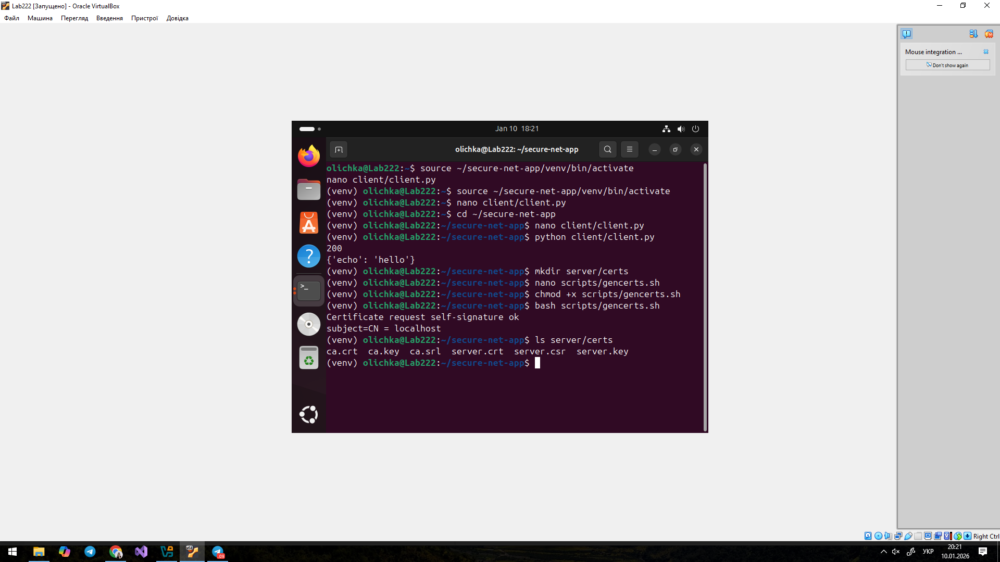 Lab222 [Запущено] - Oracle VirtualBox
Файл Машина Перегляд Введення Пристрої Довідка
Mouse integration ...
Don't show again
Jan 10 18:21
olichka@Lab222: ~/secure-net-app
olichka@Lab222:~$ source ~/secure-net-app/venv/bin/activate
nano client/client.py
(venv) olichka@Lab222:~$ source ~/secure-net-app/venv/bin/activate
(venv) olichka@Lab222:~$ nano client/client.py
(venv) olichka@Lab222:~$ cd ~/secure-net-app
(venv) olichka@Lab222:~/secure-net-app$ nano client/client.py
(venv) olichka@Lab222:~/secure-net-app$ python client/client.py
200
{'echo': 'hello'}
(venv) olichka@Lab222:~/secure-net-app$ mkdir server/certs
(venv) olichka@Lab222:~/secure-net-app$ nano scripts/gencerts.sh
(venv) olichka@Lab222:~/secure-net-app$ chmod +x scripts/gencerts.sh
(venv) olichka@Lab222:~/secure-net-app$ bash scripts/gencerts.sh
Certificate request self-signature ok
subject=CN = localhost
(venv) olichka@Lab222:~/secure-net-app$ ls server/certs
ca.crt ca.key ca.srl server.crt server.csr server.key
(venv) olichka@Lab222:~/secure-net-app$
Right Ctrl
УКР
20:21
10.01.2026